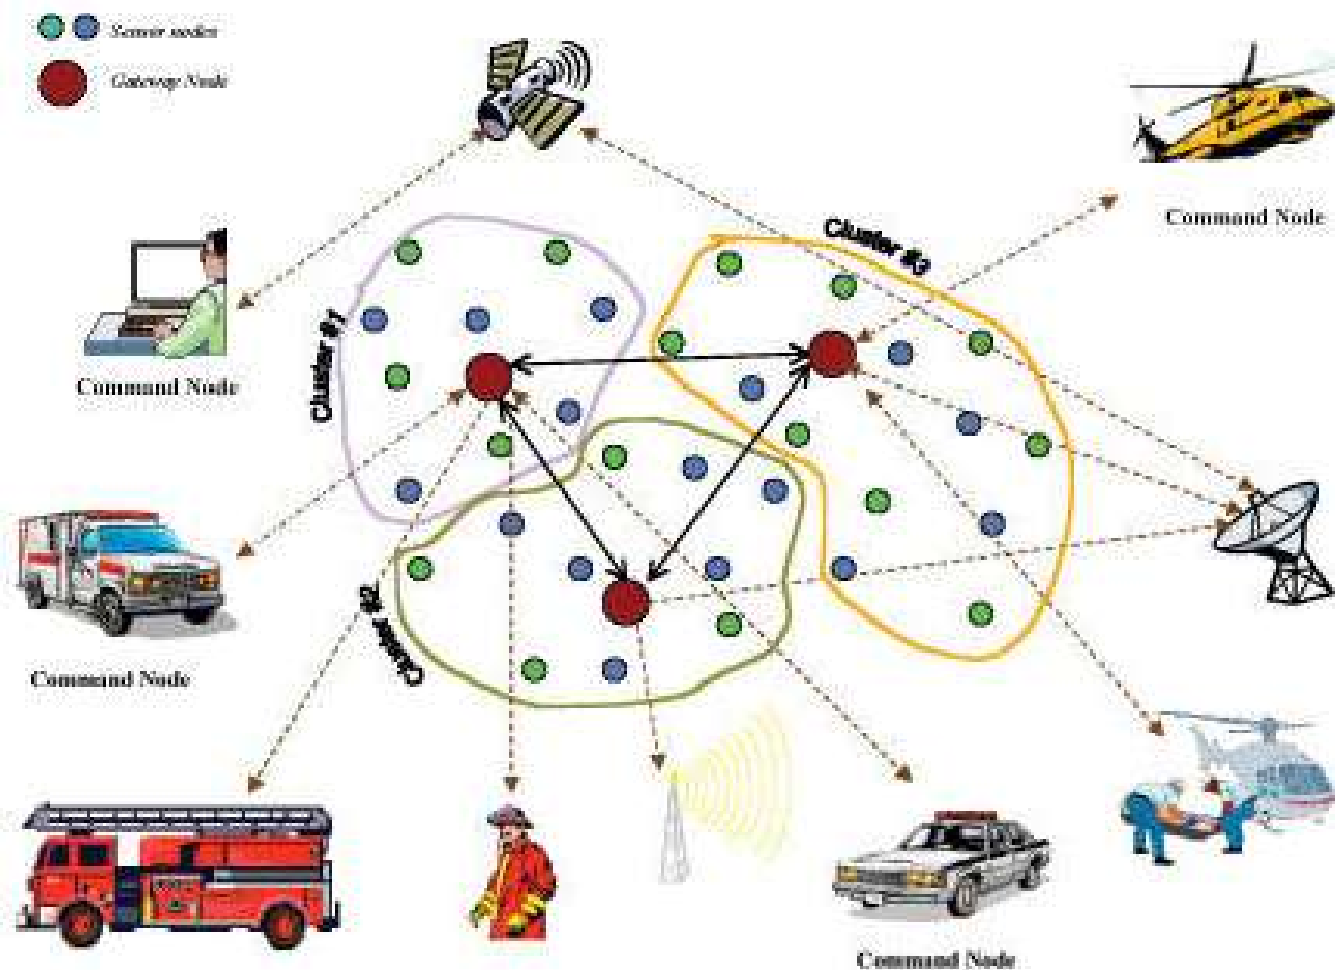 Sensor nodes
Gateway Node
Command Node
Cluster #3
Cluster #1
Command Node
Cluster #2
Command Node
Command Node